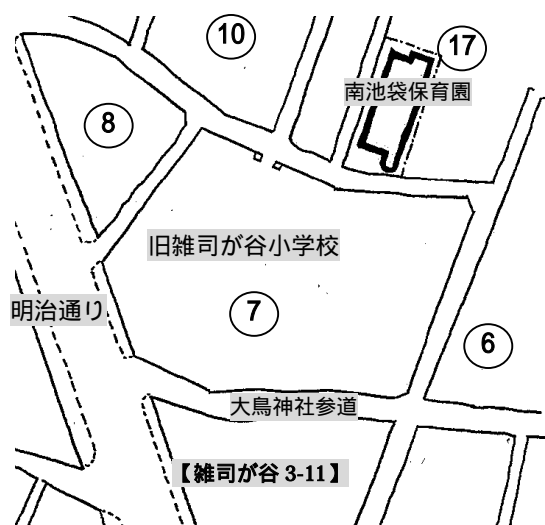 10
17
南池袋保育園
8
旧雑司が谷小学校
明治通り
7
6
大鳥神社参道
【雑司が谷 3-11】